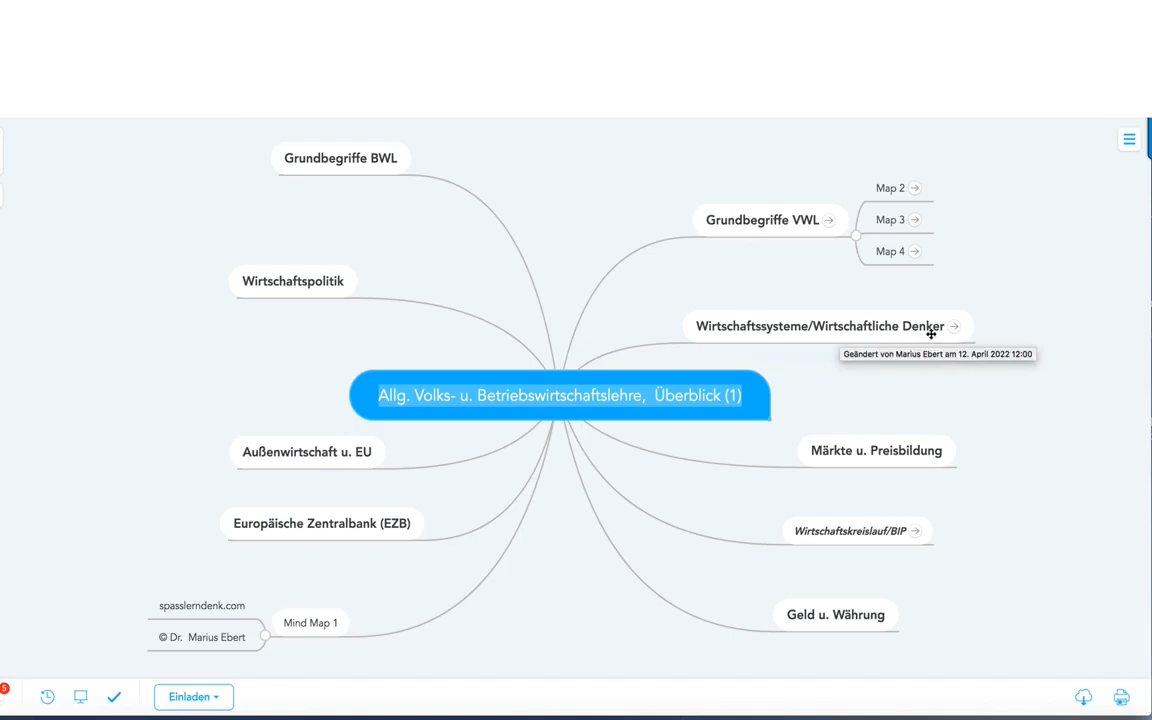 Grundbegriffe BWL
Map 2
Grundbegriffe VWL
Map 3
Map 4
Wirtschaftspolitik
Wirtschaftssysteme/Wirtschaftliche Denker
Geändert von Marius Ebert am 12. April 2022 12:00
Allg. Volks- u. Betriebswirtschaftslehre, Überblick (1)
Außenwirtschaft u. EU
Märkte u. Preisbildung
Europäische Zentralbank (EZB)
Wirtschaftskreislauf/BIP
spasslerndenk.com
Mind Map 1
© Dr. Marius Ebert
Geld u. Währung
5
Einladen